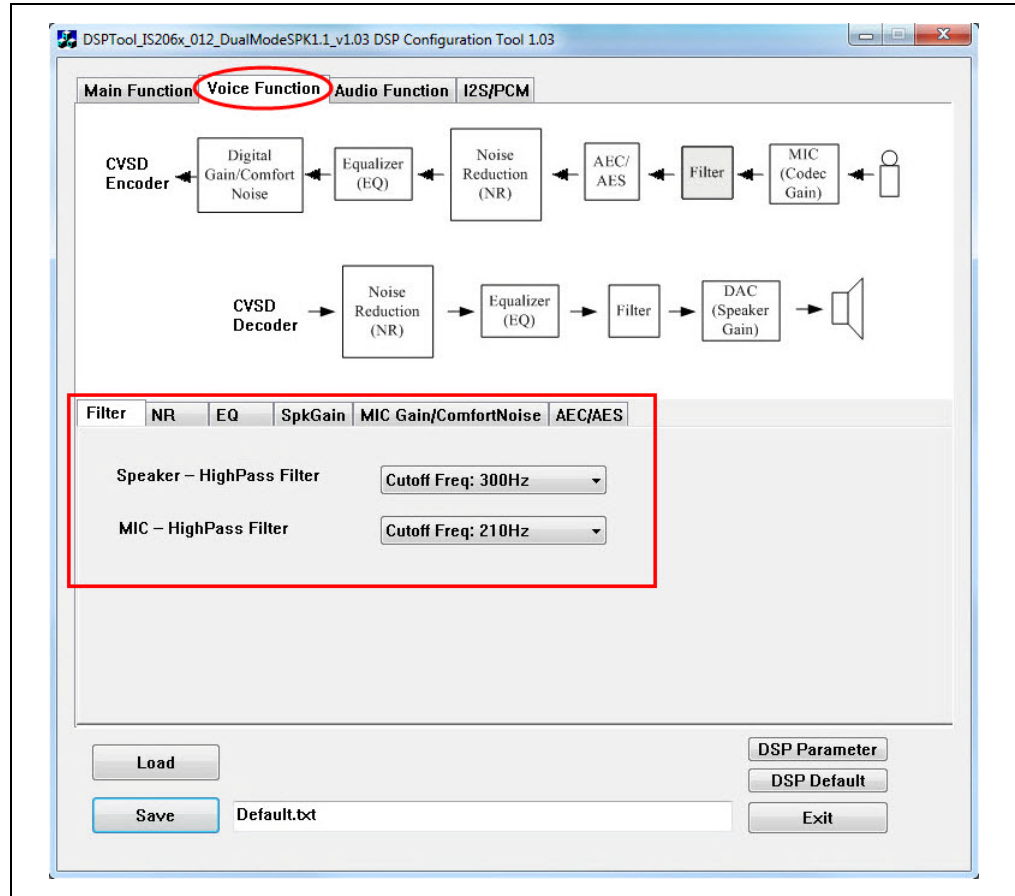 DSPTool_IS206x_012_DualModeSPK1.1_v1.03 DSP Configuration Tool 1.03
Main Function Voice Function Audio Function I2S/PCM
CVSD
Encoder
Digital
Gain/Comfort
Noise
Equalizer
(EQ)
Noise
Reduction
(NR)
AEC/
AES
Filter
MIC
(Codec
Gain)
CVSD
Decoder
Noise
Reduction
(NR)
Equalizer
(EQ)
Filter
DAC
(Speaker
Gain)
Filter NR EQ SpkGain MIC Gain/ComfortNoise AEC/AES
Speaker – HighPass Filter Cutoff Freq: 300Hz
MIC – HighPass Filter Cutoff Freq: 210Hz
Load
DSP Parameter
DSP Default
Save Default.txt Exit